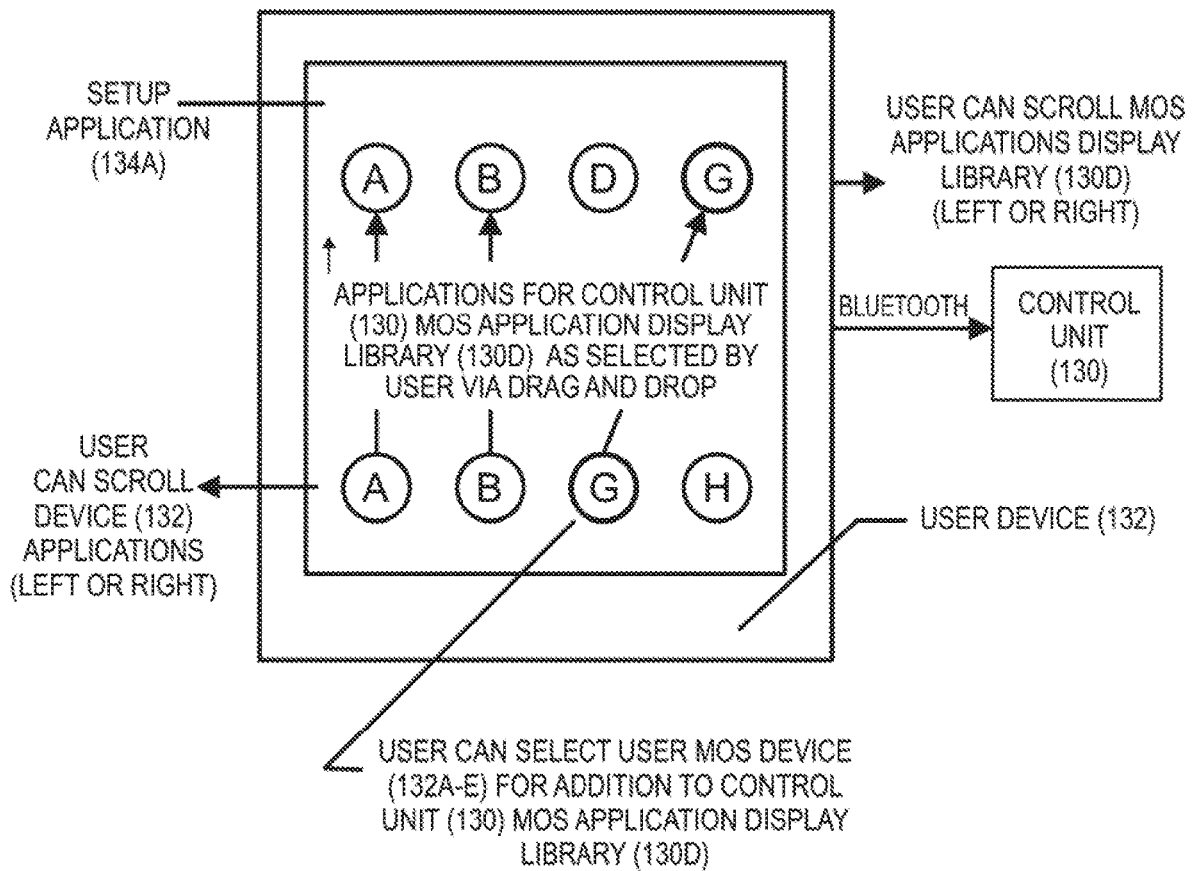 SETUP
APPLICATION
(134A)
A B D G
USER CAN SCROLL MOS
APPLICATIONS DISPLAY
LIBRARY (130D)
(LEFT OR RIGHT)
APPLICATIONS FOR CONTROL UNIT
(130) MOS APPLICATION DISPLAY
LIBRARY (130D) AS SELECTED BY
USER VIA DRAG AND DROP
BLUETOOTH
CONTROL
UNIT
(130)
USER
CAN SCROLL
DEVICE (132)
APPLICATIONS
(LEFT OR RIGHT)
A B G H
USER DEVICE (132)
USER CAN SELECT USER MOS DEVICE
(132A-E) FOR ADDITION TO CONTROL
UNIT (130) MOS APPLICATION DISPLAY
LIBRARY (130D)